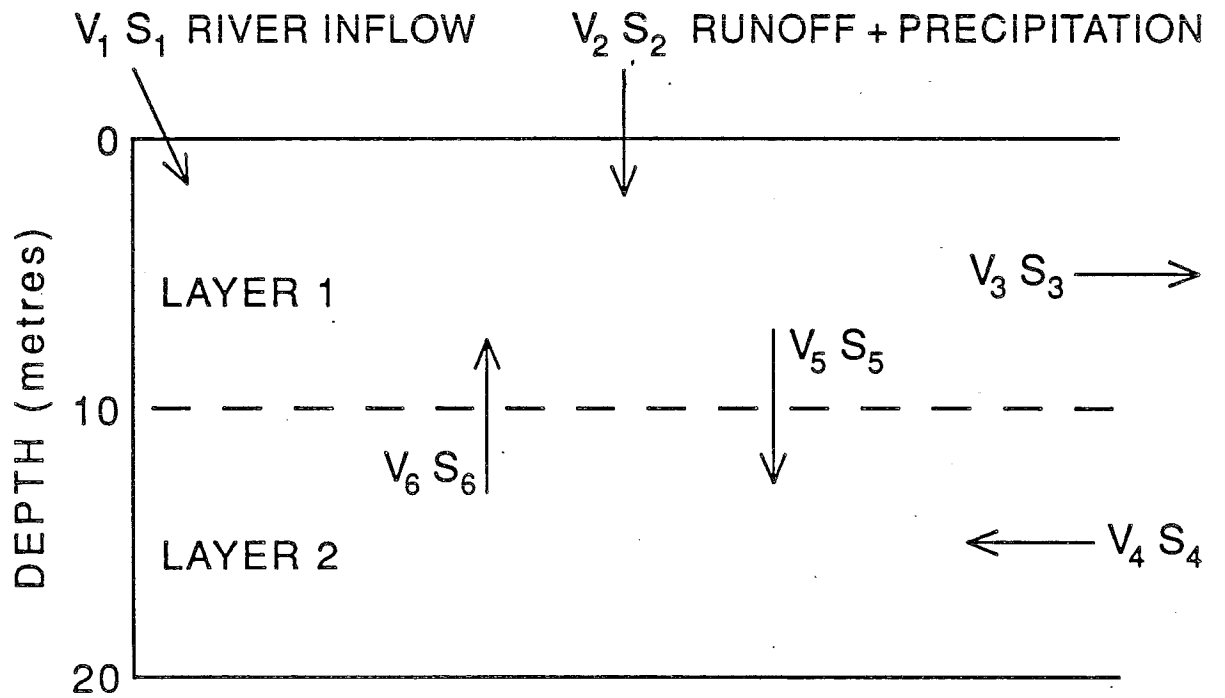 V₁ S₁ RIVER INFLOW
V₂ S₂ RUNOFF + PRECIPITATION
0
LAYER 1
V₃ S₃
V₅ S₅
10
V₆ S₆
LAYER 2
V₄ S₄
20
DEPTH (metres)